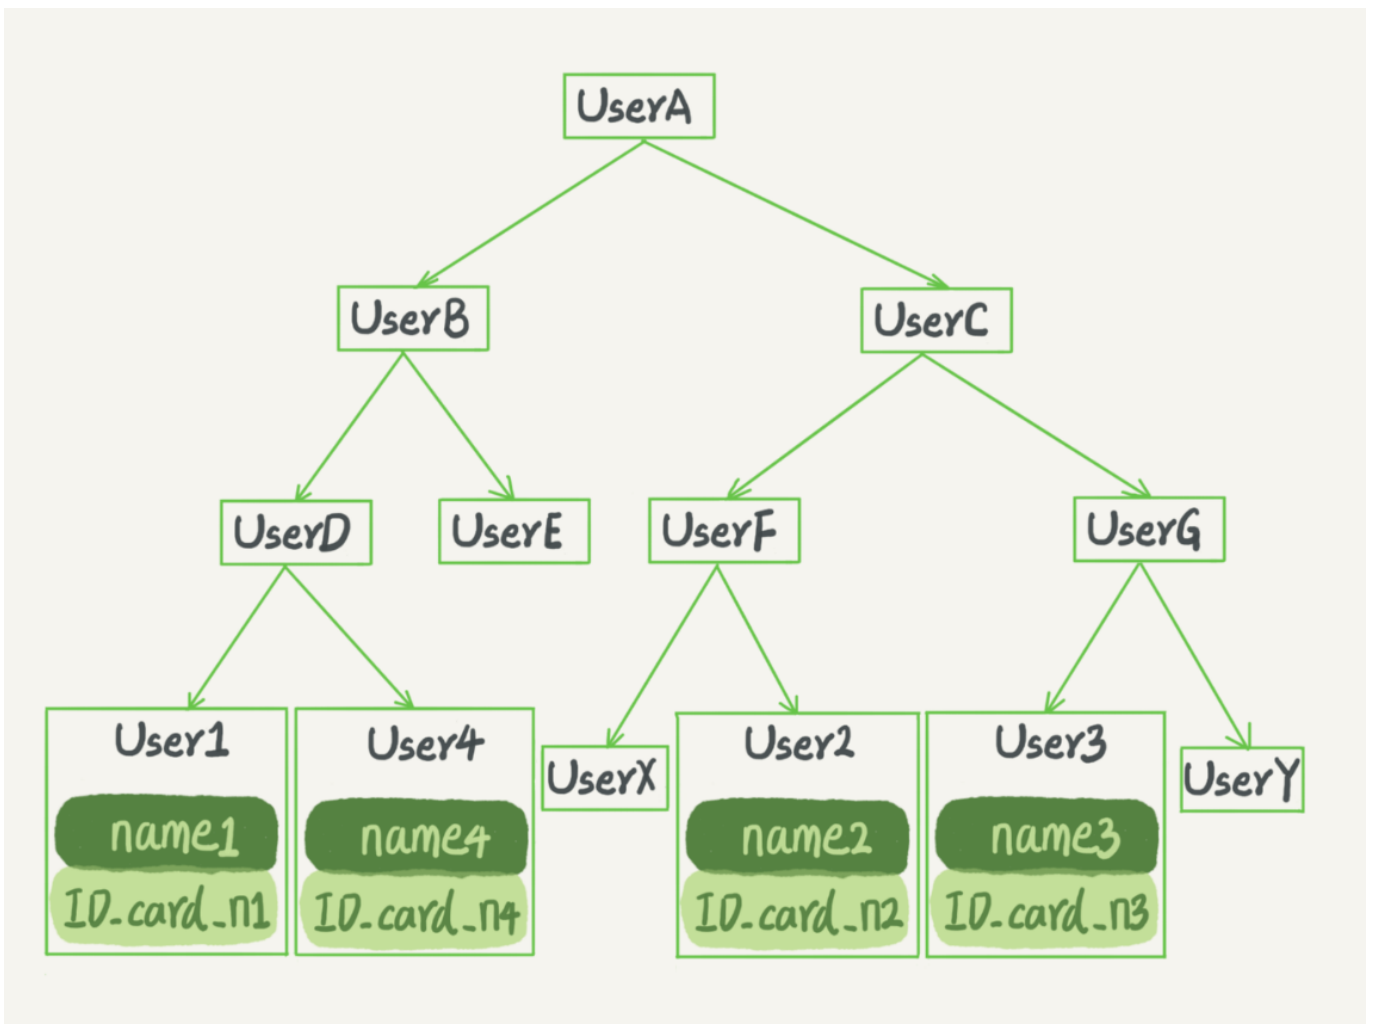 UserA
UserB
UserC
UserD
UserE
UserF
UserG
User1
name1
ID_card_n1
User4
name4
ID_card_n4
UserX
User2
name2
ID_card_n2
User3
name3
ID_card_n3
UserY